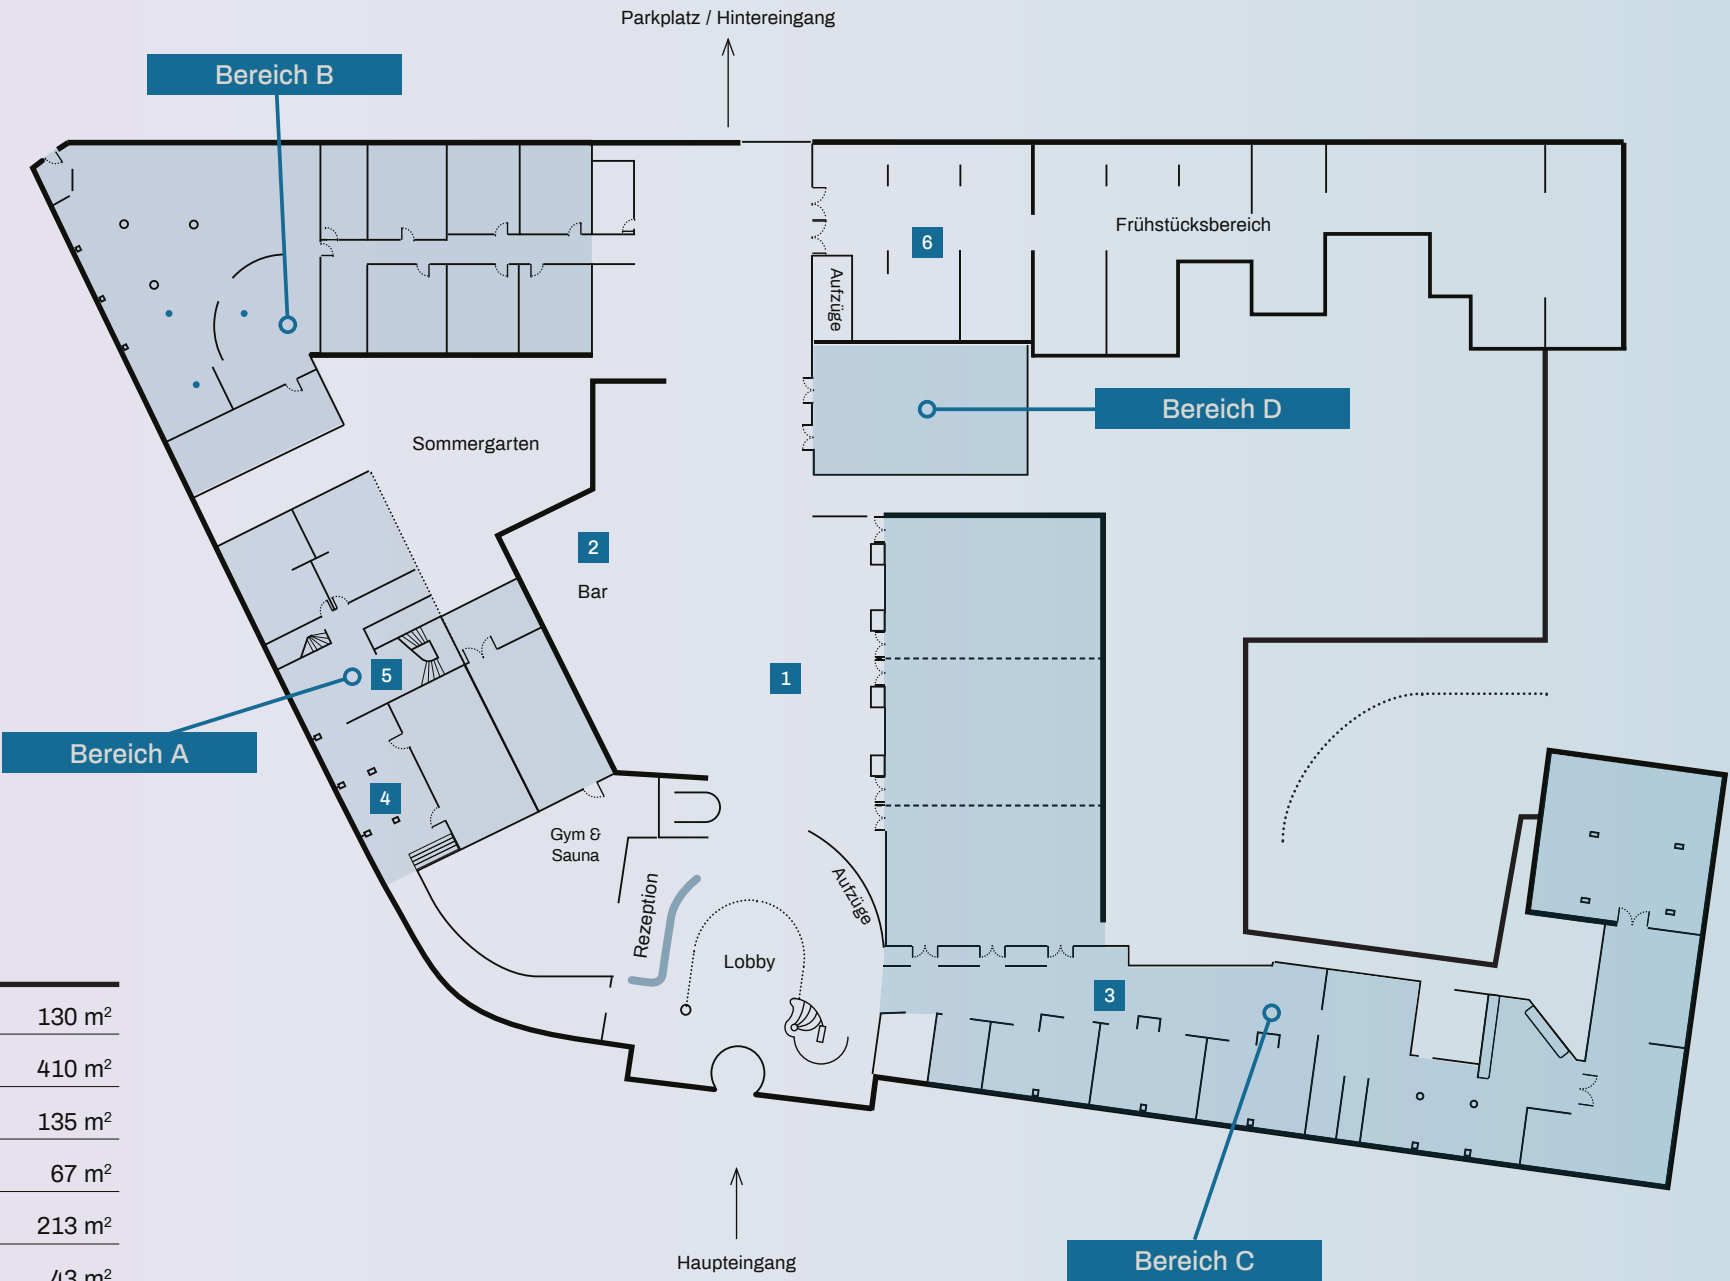 Parkplatz / Hintereingang
Bereich B
Frühstücksbereich
6
Aufzüge
Bereich D
Sommergarten
2
Bar
5
1
Bereich A
4
Gym &
Sauna
Rezeption
Aufzüge
Lobby
3
130 m²
410 m²
135 m²
67 m²
213 m²
43 m²
Haupteingang
Bereich C